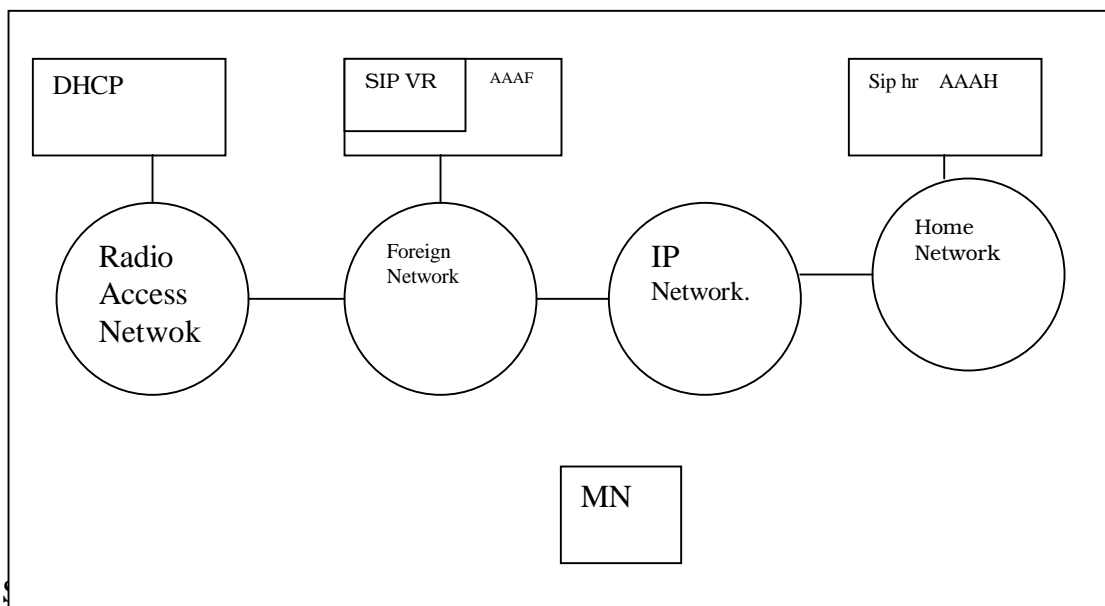 DHCP
SIP VR AAAF
Sip hr AAAH
Radio
Access
Netwok
Foreign
Network
IP
Network.
Home
Network
MN